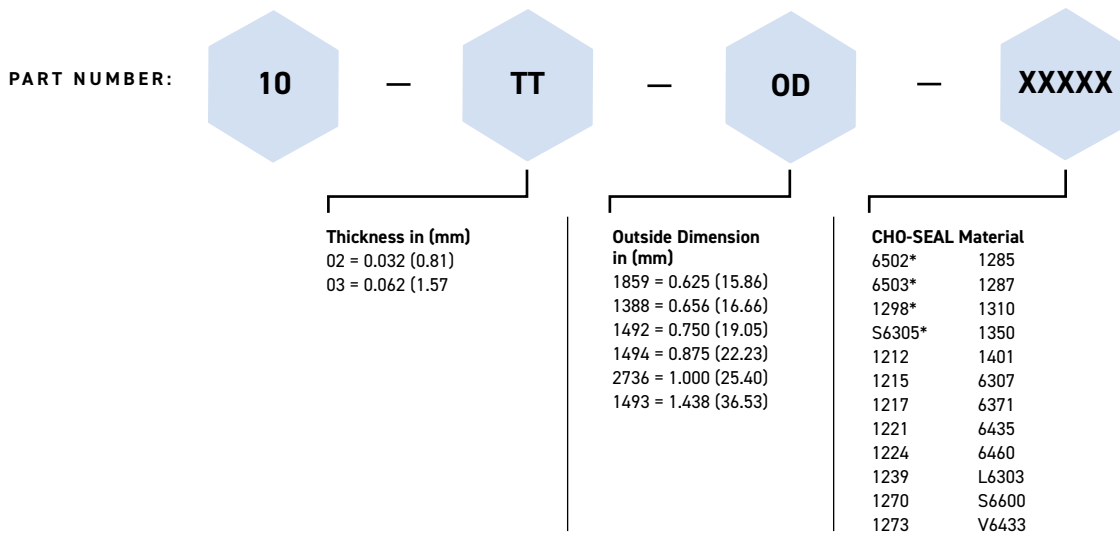 PART NUMBER:
10 — TT — OD — XXXXX
Thickness in (mm)
02 = 0.032 (0.81)
03 = 0.062 (1.57
Outside Dimension
in (mm)
1859 = 0.625 (15.86)
1388 = 0.656 (16.66)
1492 = 0.750 (19.05)
1494 = 0.875 (22.23)
2736 = 1.000 (25.40)
1493 = 1.438 (36.53)
CHO-SEAL Material
6502* 1285
6503* 1287
1298* 1310
S6305* 1350
1212 1401
1215 6307
1217 6371
1221 6435
1224 6460
1239 L6303
1270 S6600
1273 V6433